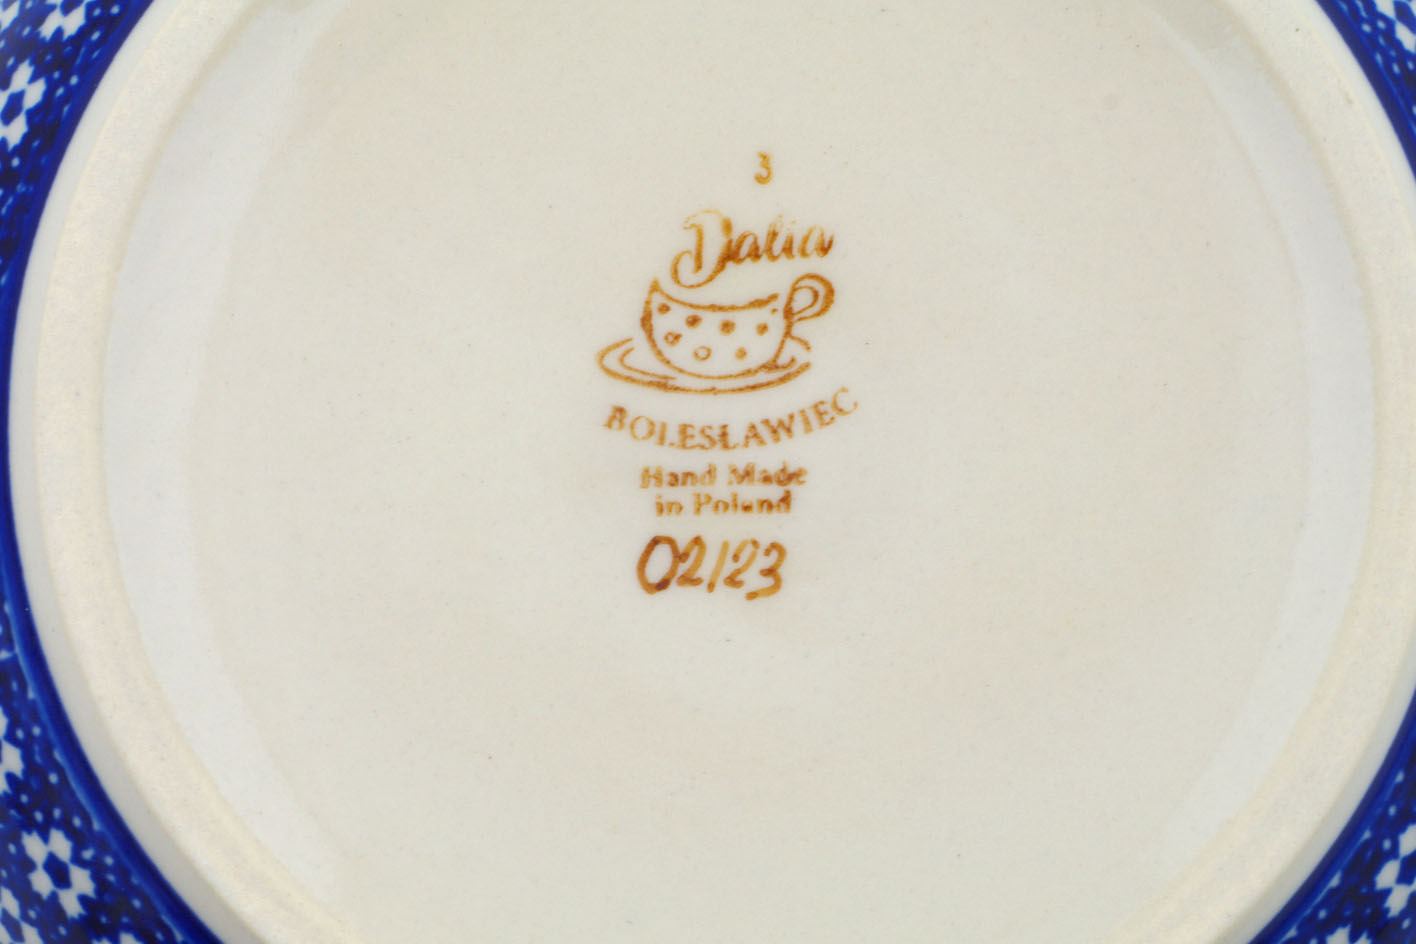 3
Dalia
BOLESŁAWIEC
Hand Made
in Poland
02/23